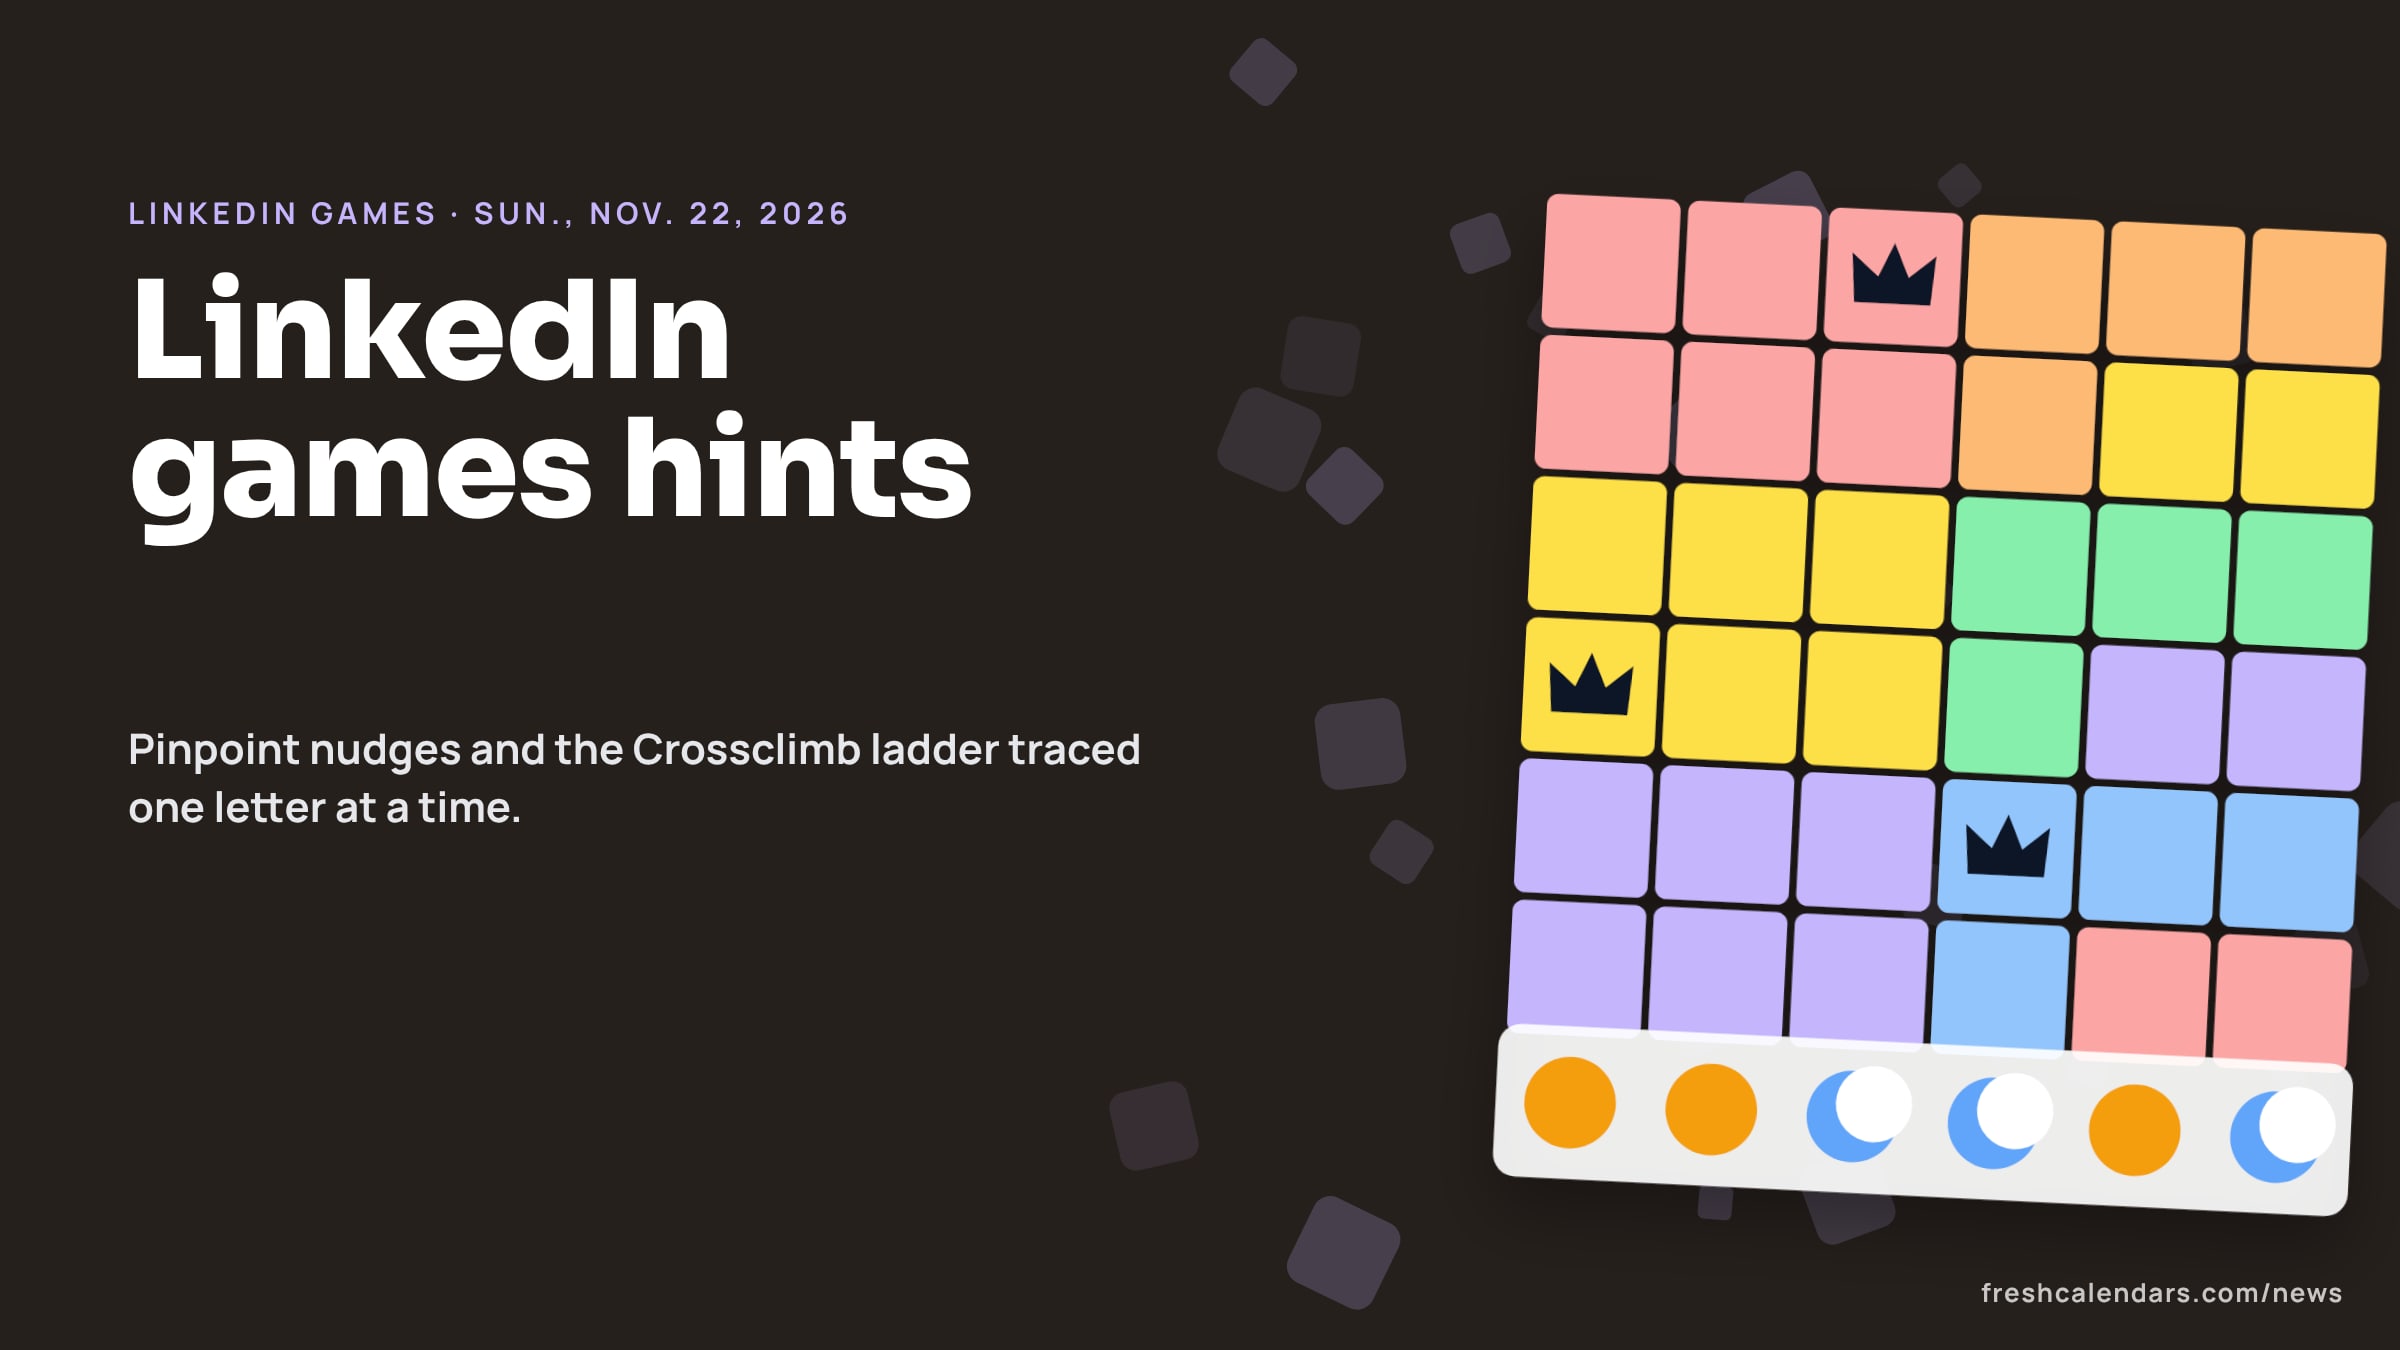 LINKEDIN GAMES · SUN., NOV. 22, 2026
LinkedIn
games hints
Pinpoint nudges and the Crossclimb ladder traced
one letter at a time.
freshcalendars.com/news